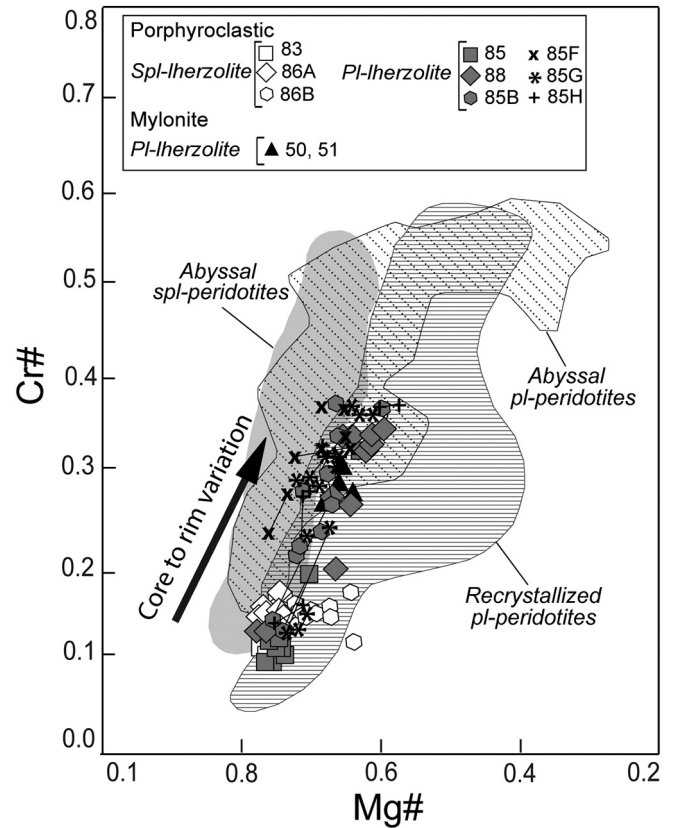 0.8
0.7
0.6
0.5
0.4
0.3
0.2
0.1
0.0
Cr#
Porphyroclastic
Spl-lherzolite
83
86A
86B
Pl-lherzolite
85
88
85B
85F
85G
85H
Mylonite
Pl-lherzolite
50, 51
Abyssal
spl-peridotites
Abyssal
pl-peridotites
Core to rim variation
Recrystallized
pl-peridotites
0.1
0.8
0.6
0.4
0.2
Mg#